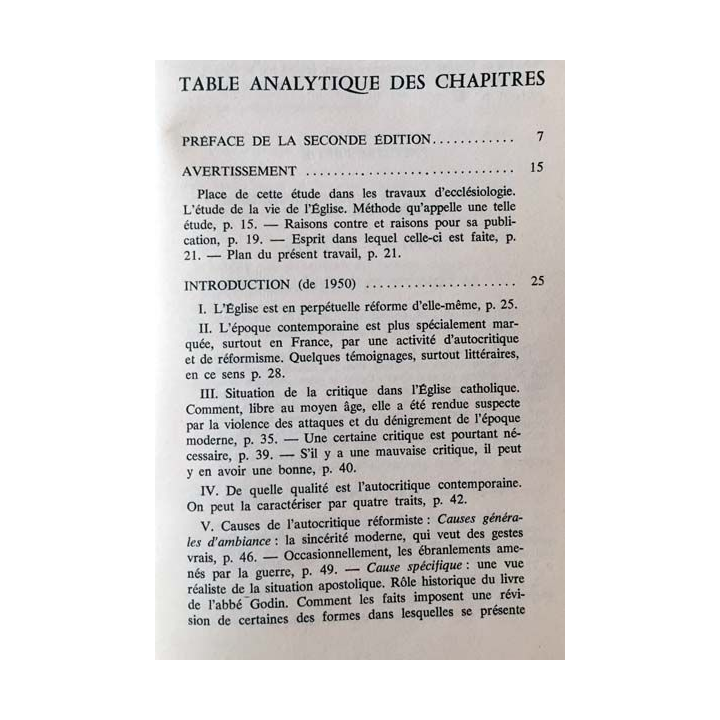 TABLE ANALYTIQUE DES CHAPITRES
PRÉFACE DE LA SECONDE ÉDITION............ 7
AVERTISSEMENT .............................. 15
Place de cette étude dans les travaux d'ecclésiologie.
L'étude de la vie de l'Église. Méthode qu'appelle une telle
étude, p. 15. — Raisons contre et raisons pour sa publi-
cation, p. 19. — Esprit dans lequel celle-ci est faite, p.
21. — Plan du présent travail, p. 21.
INTRODUCTION (de 1950) ...................... 25
I. L'Église est en perpétuelle réforme d'elle-même, p. 25.
II. L'époque contemporaine est plus spécialement mar-
quée, surtout en France, par une activité d'autocritique
et de réformisme. Quelques témoignages, surtout littéraires,
en ce sens p. 28.
III. Situation de la critique dans l'Église catholique.
Comment, libre au moyen âge, elle a été rendue suspecte
par la violence des attaques et du dénigrement de l'époque
moderne, p. 35. — Une certaine critique est pourtant né-
cessaire, p. 39. — S'il y a une mauvaise critique, il peut
y en avoir une bonne, p. 40.
IV. De quelle qualité est l'autocritique contemporaine.
On peut la caractériser par quatre traits, p. 42.
V. Causes de l'autocritique réformiste : Causes généra-
les d'ambiance : la sincérité moderne, qui veut des gestes
vrais, p. 46. — Occasionnellement, les ébranlements ame-
nés par la guerre, p. 49. — Cause spécifique : une vue
réaliste de la situation apostolique. Rôle historique du livre
de l'abbé Godin. Comment les faits imposent une révi-
sion de certaines des formes dans lesquelles se présente